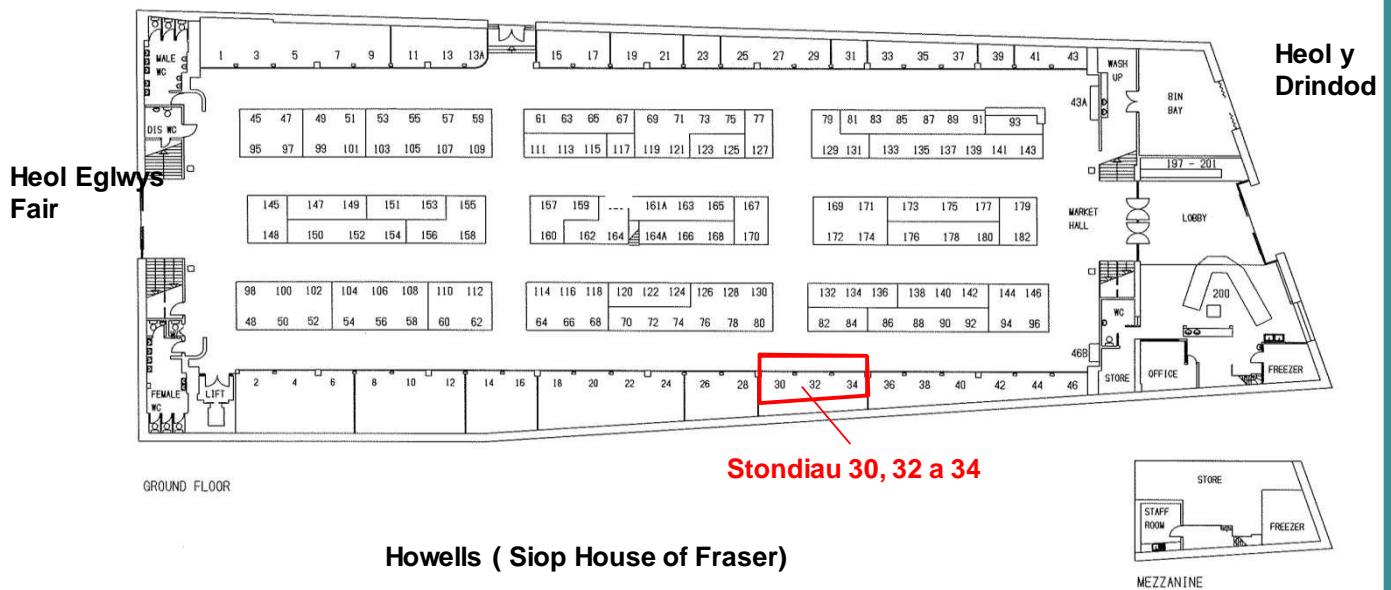 1 3 5 7 9 11 13 13A 15 17 19 21 23 25 27 29 31 33 35 37 39 41 43
MALE
WC
WASH
UP
Heol y
Drindod
43A
BIN
BAY
DIS WC
45 47 49 51 53 55 57 59
95 97 99 101 103 105 107 109
61 63 65 67 69 71 73 75 77
111 113 115 117 119 121 123 125 127
79 81 83 85 87 89 91 93
129 131 133 135 137 139 141 143
197 - 201
Heol Eglwys
Fair
145 147 149 151 153 155
148 150 152 154 156 158
157 159 161A 163 165 167
160 162 164 164A 166 168 170
169 171 173 175 177 179
172 174 176 178 180 182
MARKET
HALL
LOBBY
98 100 102 104 106 108 110 112
48 50 52 54 56 58 60 62
114 116 118 120 122 124 126 128 130
64 66 68 70 72 74 76 78 80
132 134 136 138 140 142 144 146
82 84 86 88 90 92 94 96
200
WC
WC
46B
STORE
OFFICE
FREEZER
FEMALE
WC
LIFT
2 4 6 8 10 12 14 16 18 20 22 24 26 28 30 32 34 36 38 40 42 44 46
Stondiau 30, 32 a 34
GROUND FLOOR
Howells ( Siop House of Fraser)
STORE
STAFF
ROOM
FREEZER
MEZZANINE